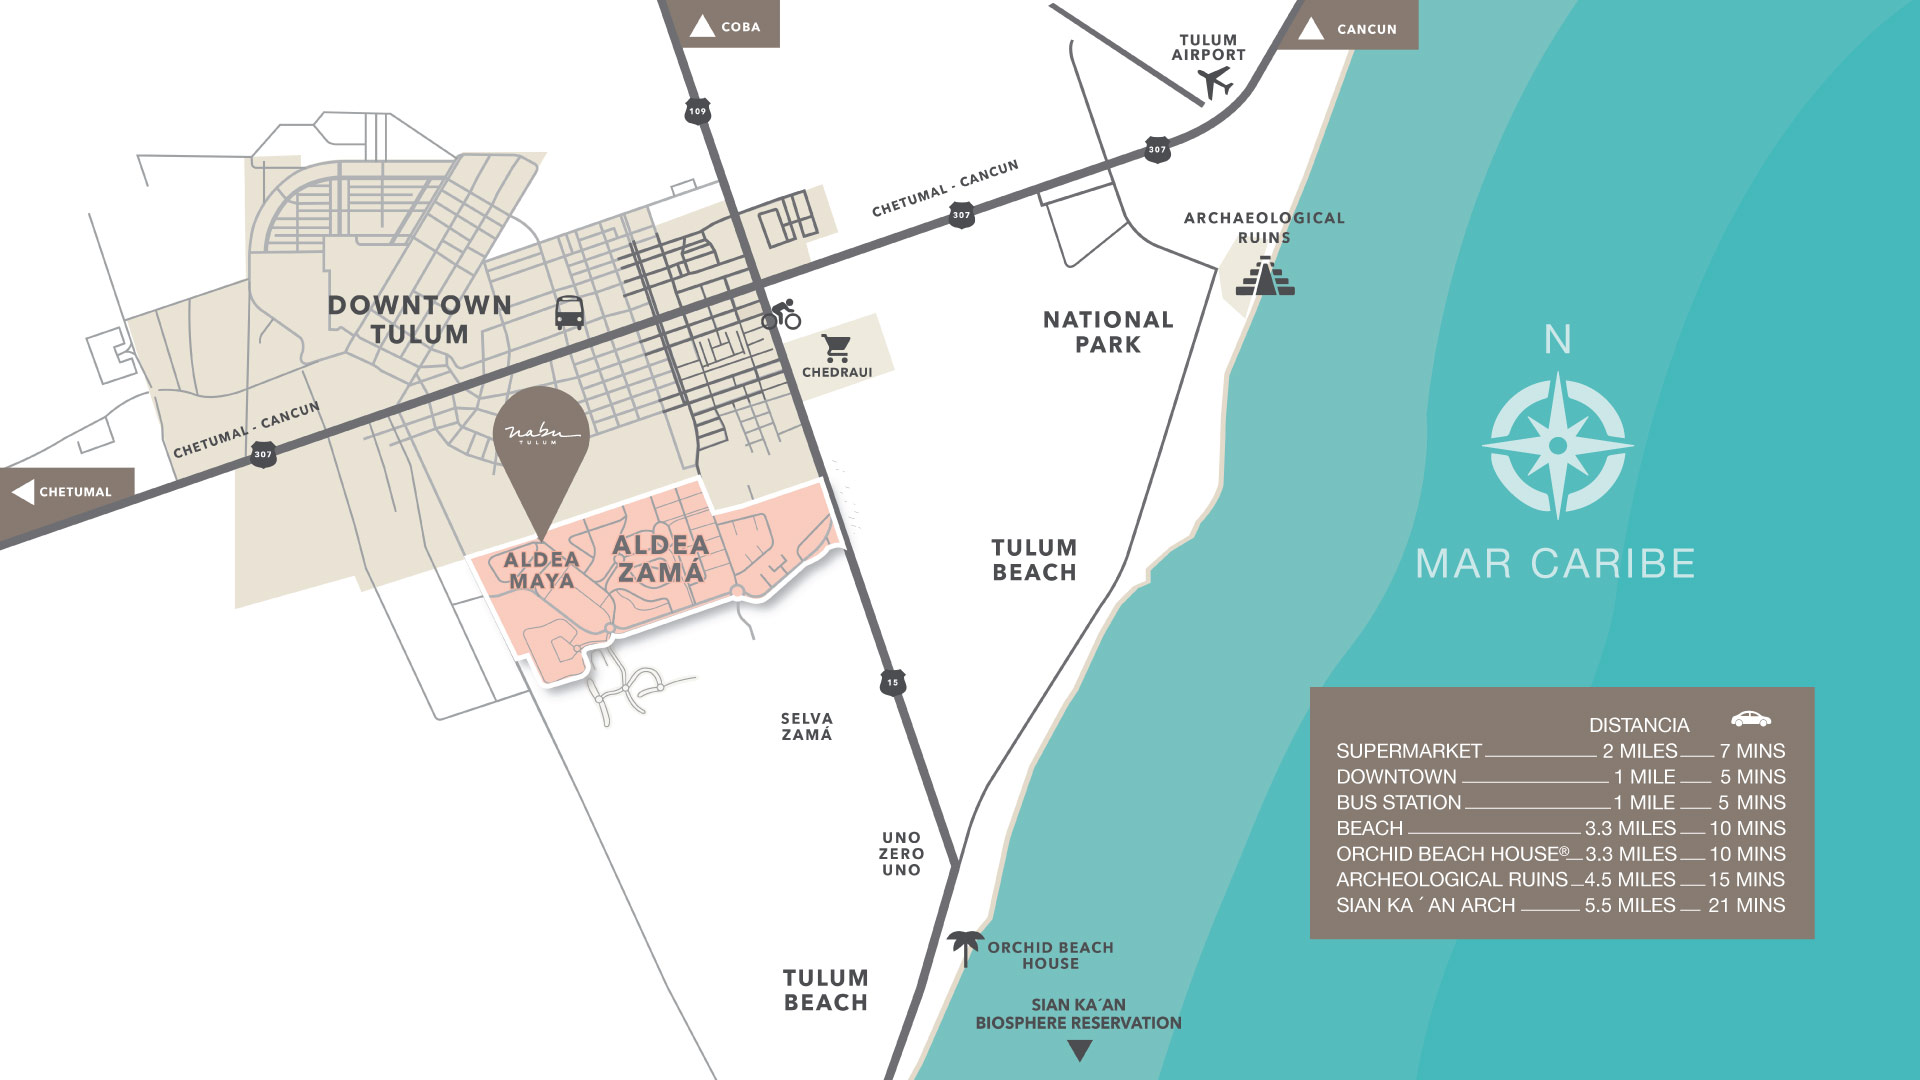 COBA
CANCUN
TULUM
AIRPORT
109
307
CHETUMAL - CANCUN
307
ARCHAEOLOGICAL
RUINS
DOWNTOWN
TULUM
NATIONAL
PARK
CHEDRAUI
N
MAR CARIBE
CHETUMAL - CANCUN
307
CHETUMAL
nabu
TULUM
ALDEA
MAYA
ALDEA
ZAMÁ
TULUM
BEACH
15
SELVA
ZAMÁ
UNO
ZERO
UNO
DISTANCIA
SUPERMARKET 2 MILES 7 MINS
DOWNTOWN 1 MILE 5 MINS
BUS STATION 1 MILE 5 MINS
BEACH 3.3 MILES 10 MINS
ORCHID BEACH HOUSE® 3.3 MILES 10 MINS
ARCHEOLOGICAL RUINS 4.5 MILES 15 MINS
SIAN KA ´ AN ARCH 5.5 MILES 21 MINS
ORCHID BEACH
HOUSE
TULUM
BEACH
SIAN KA´AN
BIOSPHERE RESERVATION